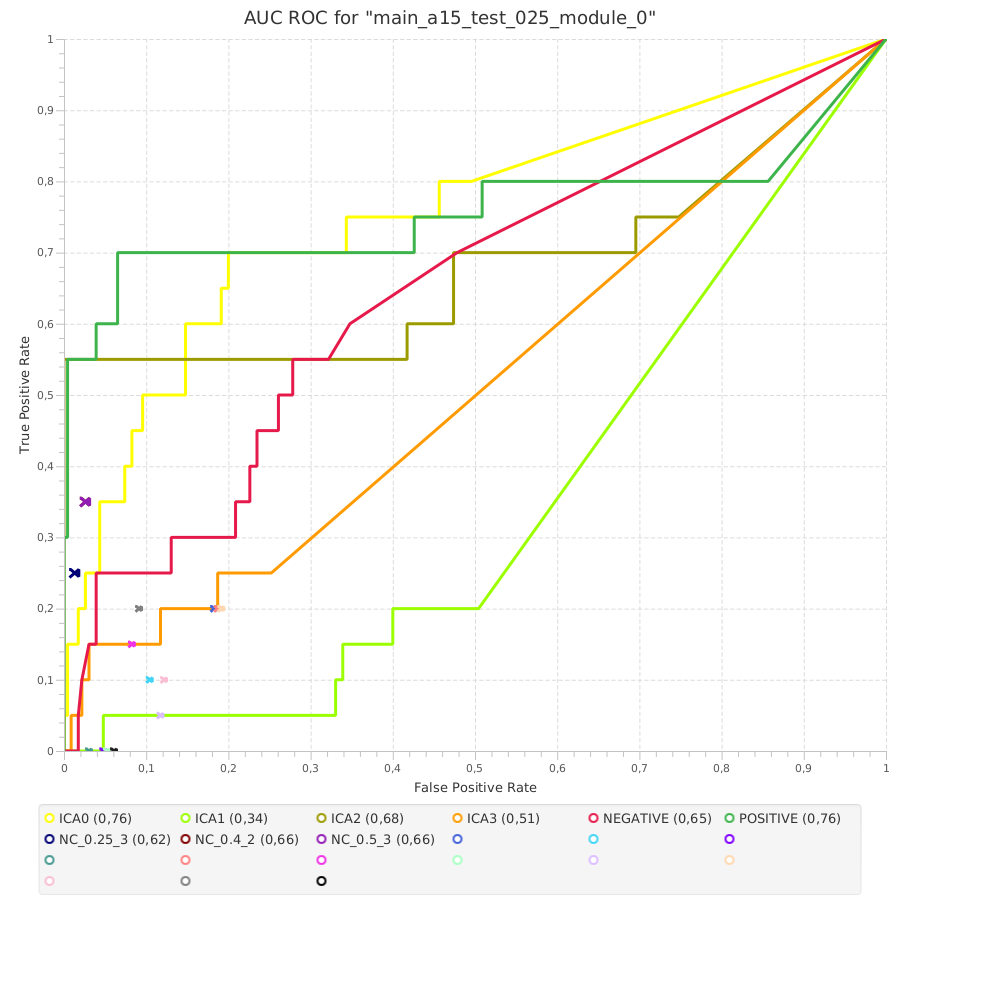 AUC ROC for "main_a15_test_025_module_0"
1
0,9
0,8
0,7
0,6
0,5
0,4
0,3
0,2
0,1
0
True Positive Rate
0 0,1 0,2 0,3 0,4 0,5 0,6 0,7 0,8 0,9 1
False Positive Rate
ICA0 (0,76) ICA1 (0,34) ICA2 (0,68) ICA3 (0,51) NEGATIVE (0,65) POSITIVE (0,76)
NC_0.25_3 (0,62) NC_0.4_2 (0,66) NC_0.5_3 (0,66)